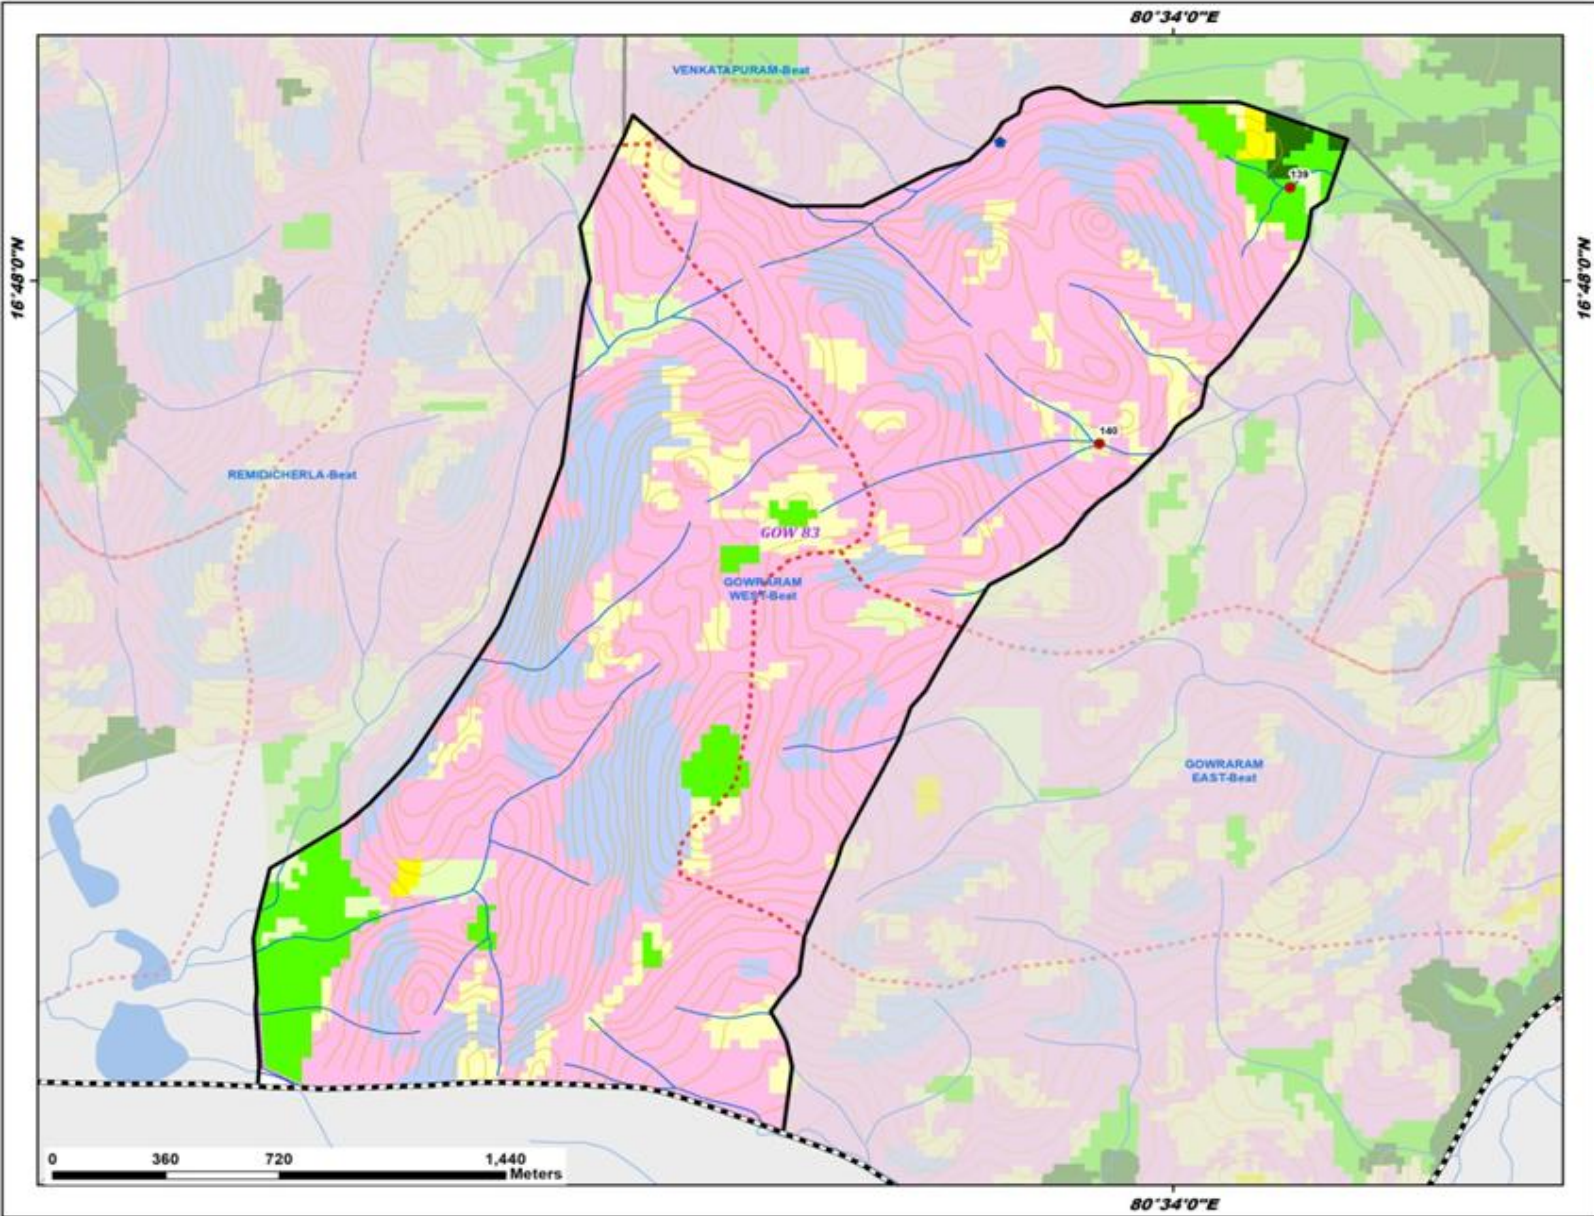 80°34'0"E
VENKATAPURAM-Beat
139
16°48'0"N
16°48'0"N
140
REMIDICHERLA-Beat
GOW 83
GOWRARAM
WEST-Beat
GOWRARAM
EAST-Beat
0 360 720 1,440
Meters
80°34'0"E